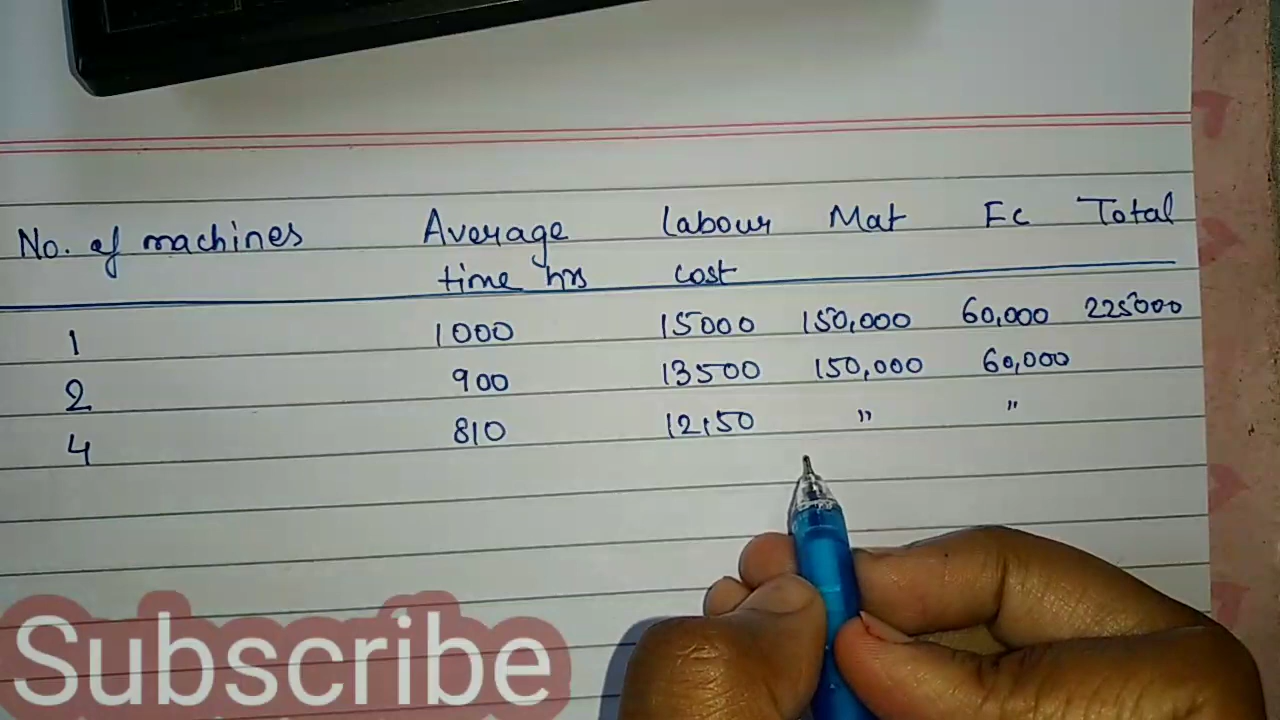 No. of machines Average Labour Mat Fc Total
time hrs cost
1 1000 15000 150,000 60,000 225000
2 900 13500 150,000 60,000
4 810 12150 " "
Subscribe